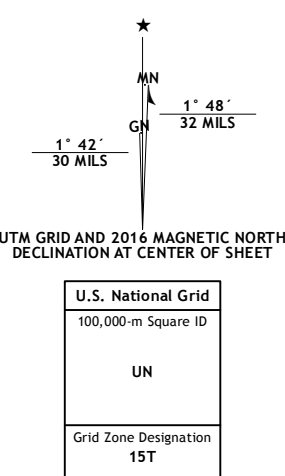 ★
MN
1° 48´
32 MILS
GN
1° 42´
30 MILS
UTM GRID AND 2016 MAGNETIC NORTH
DECLINATION AT CENTER OF SHEET
U.S. National Grid
100,000-m Square ID
UN
Grid Zone Designation
15T